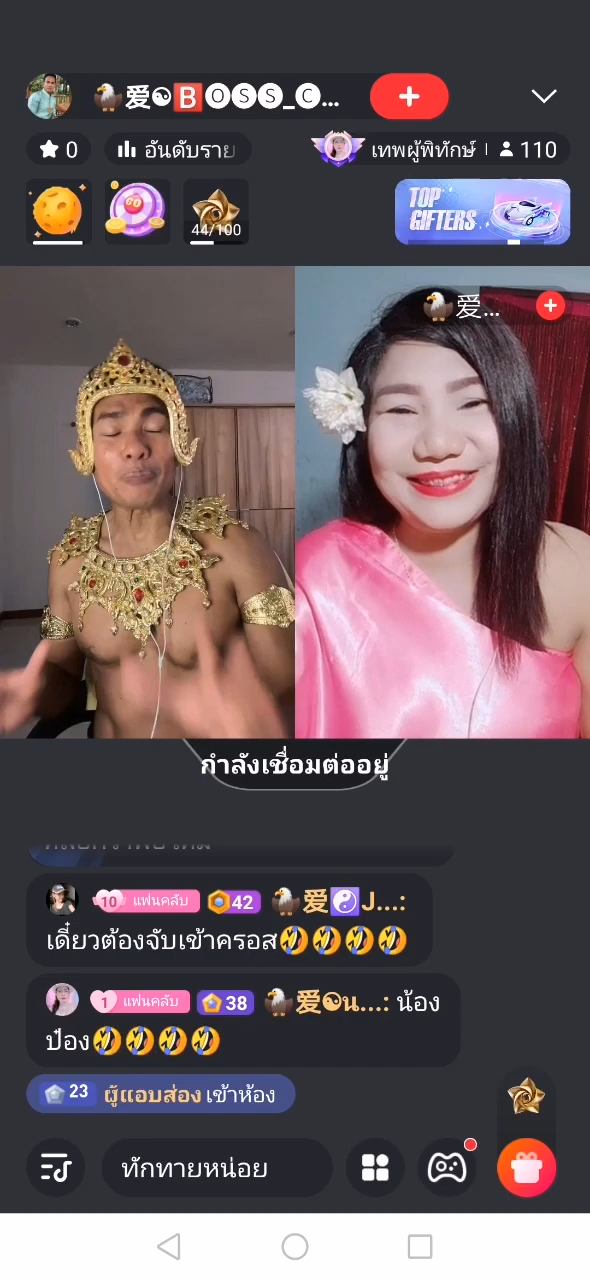 🦅爱☯🅱🅞🅢🅢_🅒...
0
อันดับราย
เทพผู้พิทักษ์
110
GO
44/100
TOP
GIFTERS
🦅爱...
กำลังเชื่อมต่ออยู่
10 แฟนคลับ 42 🦅爱☯J...:
เดี๋ยวต้องจับเข้าครอส🤣🤣🤣🤣
1 แฟนคลับ 38 🦅爱☯น...: น้อง
ป๋อง🤣🤣🤣🤣
23 ผู้แอบส่อง เข้าห้อง
ทักทายหน่อย